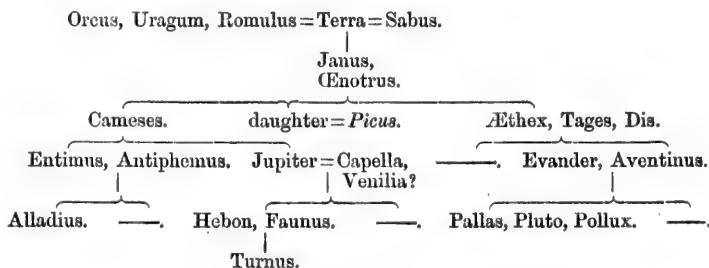 Orcus, Uragum, Romulus = Terra = Sabus.
Janus,
Œnotrus.
Cameses. daughter = Picus. Æthex, Tages, Dis.
Entimus, Antiphemus. Jupiter = Capella, ——. Evander, Aventinus.
Venilia?
Alladius. ——. Hebon, Faunus. ——. Pallas, Pluto, Pollux. ——.
Turnus.